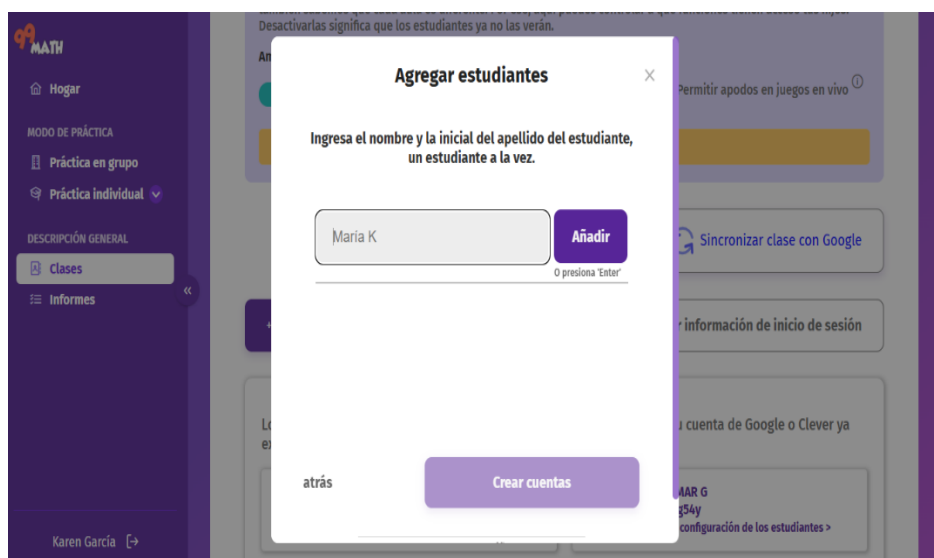 99
MATH
Hogar
MODO DE PRÁCTICA
Práctica en grupo
Práctica individual
DESCRIPCIÓN GENERAL
Clases
Informes
Karen García
Desactivarlas significa que los estudiantes ya no las verán.
Permitir apodos en juegos en vivo
Agregar estudiantes
Ingresa el nombre y la inicial del apellido del estudiante,
un estudiante a la vez.
María K
Añadir
O presiona 'Enter'
atrás
Crear cuentas
Sincronizar clase con Google
información de inicio de sesión
cuenta de Google o Clever ya
MAR G
g54y
configuración de los estudiantes >